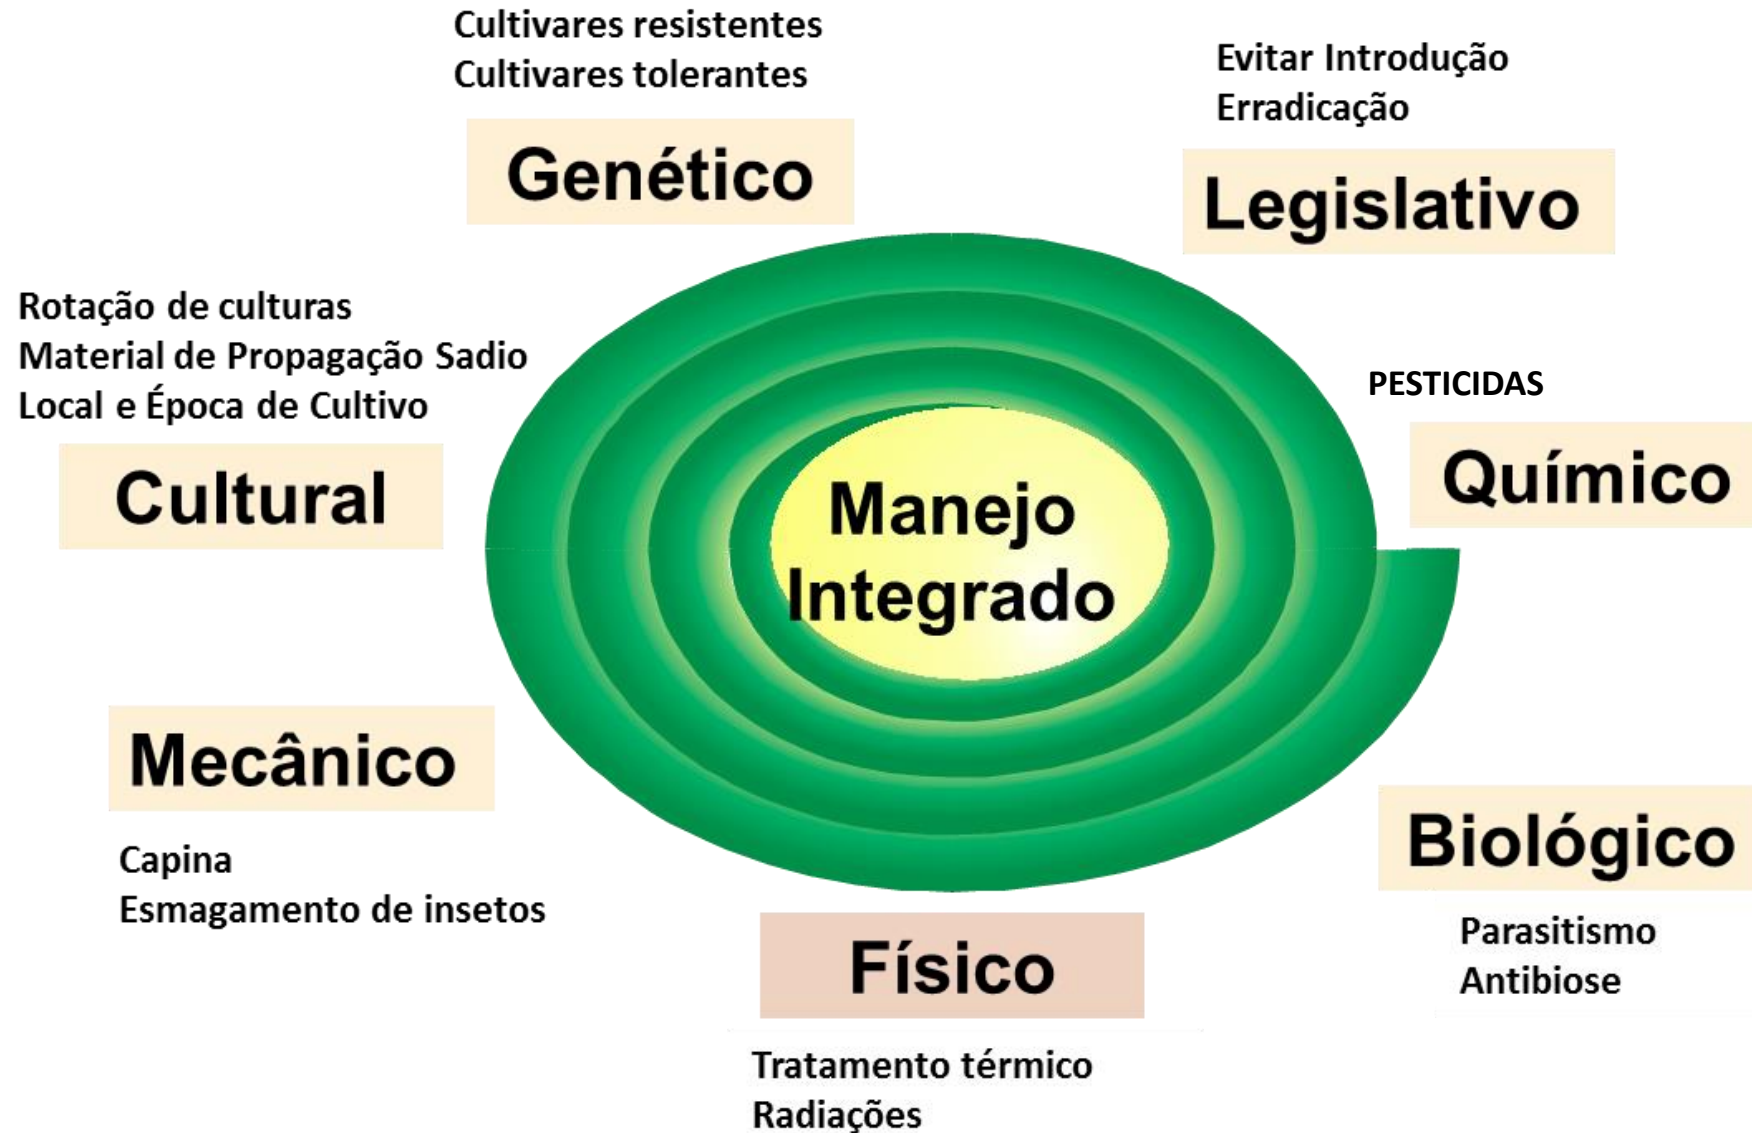 Cultivares resistentes
Cultivares tolerantes
Genético
Evitar Introdução
Erradicação
Legislativo
Rotação de culturas
Material de Propagação Sadio
Local e Época de Cultivo
Cultural
PESTICIDAS
Químico
Manejo
Integrado
Mecânico
Capina
Esmagamento de insetos
Biológico
Parasitismo
Antibiose
Físico
Tratamento térmico
Radiações